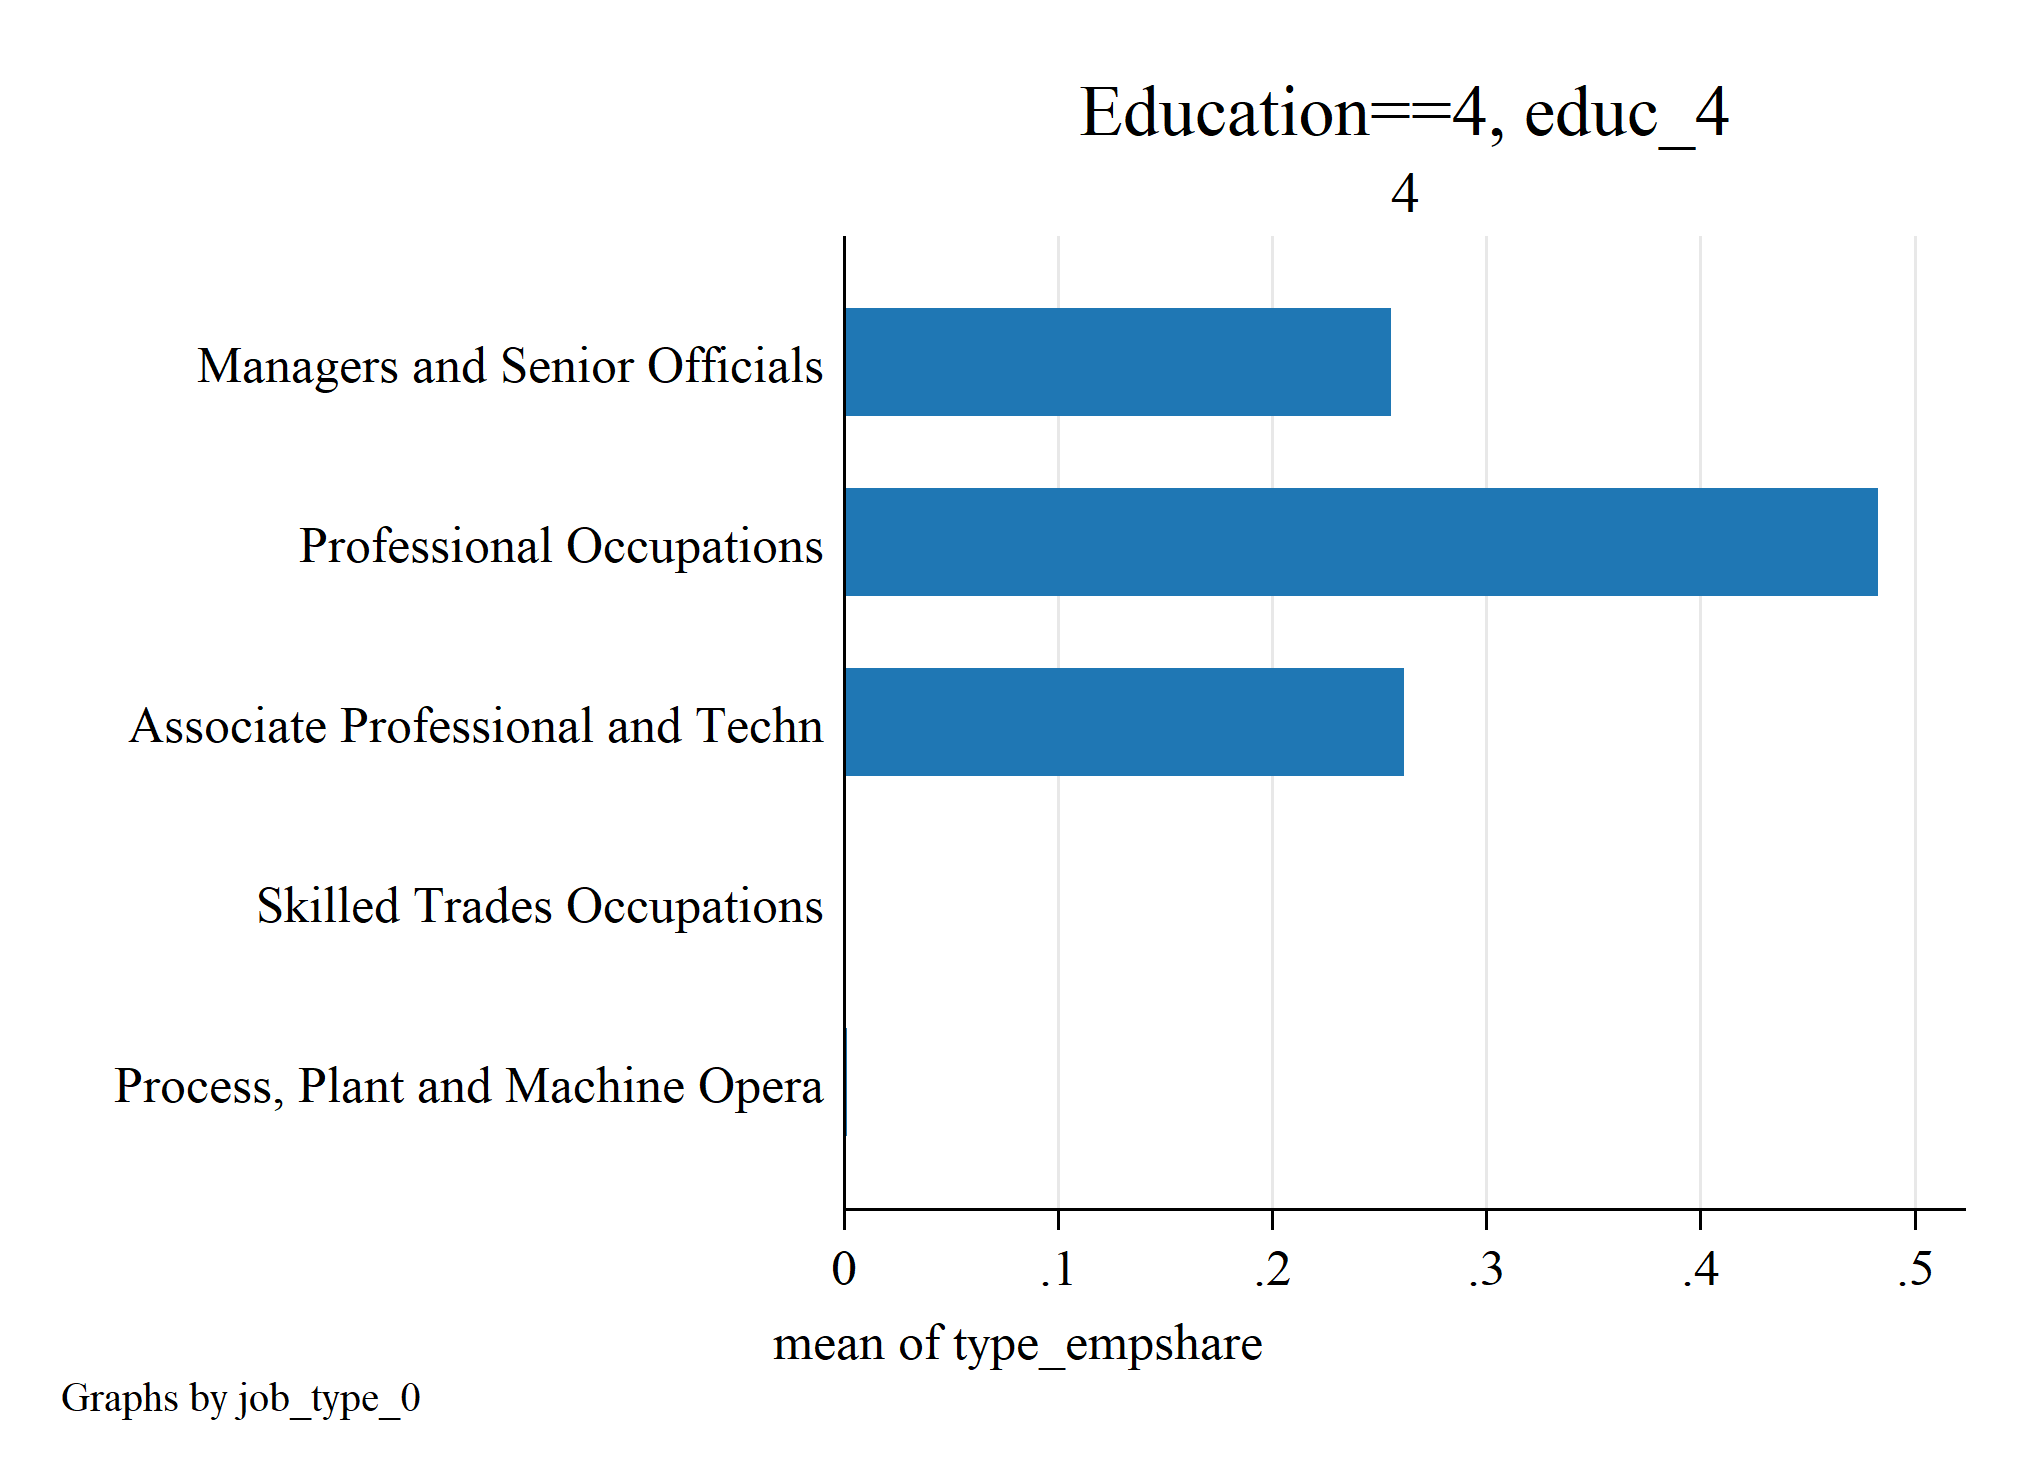 Education==4, educ_4
4
Managers and Senior Officials
Professional Occupations
Associate Professional and Techn
Skilled Trades Occupations
Process, Plant and Machine Opera
0 .1 .2 .3 .4 .5
mean of type_empshare
Graphs by job_type_0